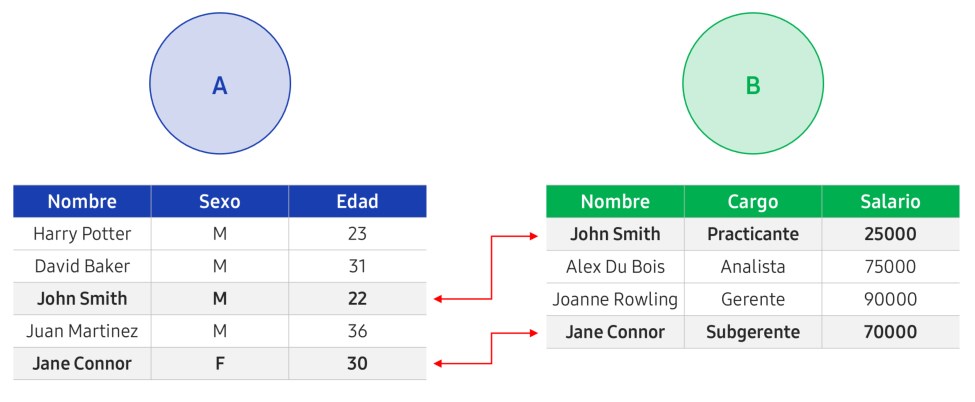 A
B
Nombre Sexo Edad
Harry Potter M 23
David Baker M 31
John Smith M 22
Juan Martinez M 36
Jane Connor F 30
Nombre Cargo Salario
John Smith Practicante 25000
Alex Du Bois Analista 75000
Joanne Rowling Gerente 90000
Jane Connor Subgerente 70000